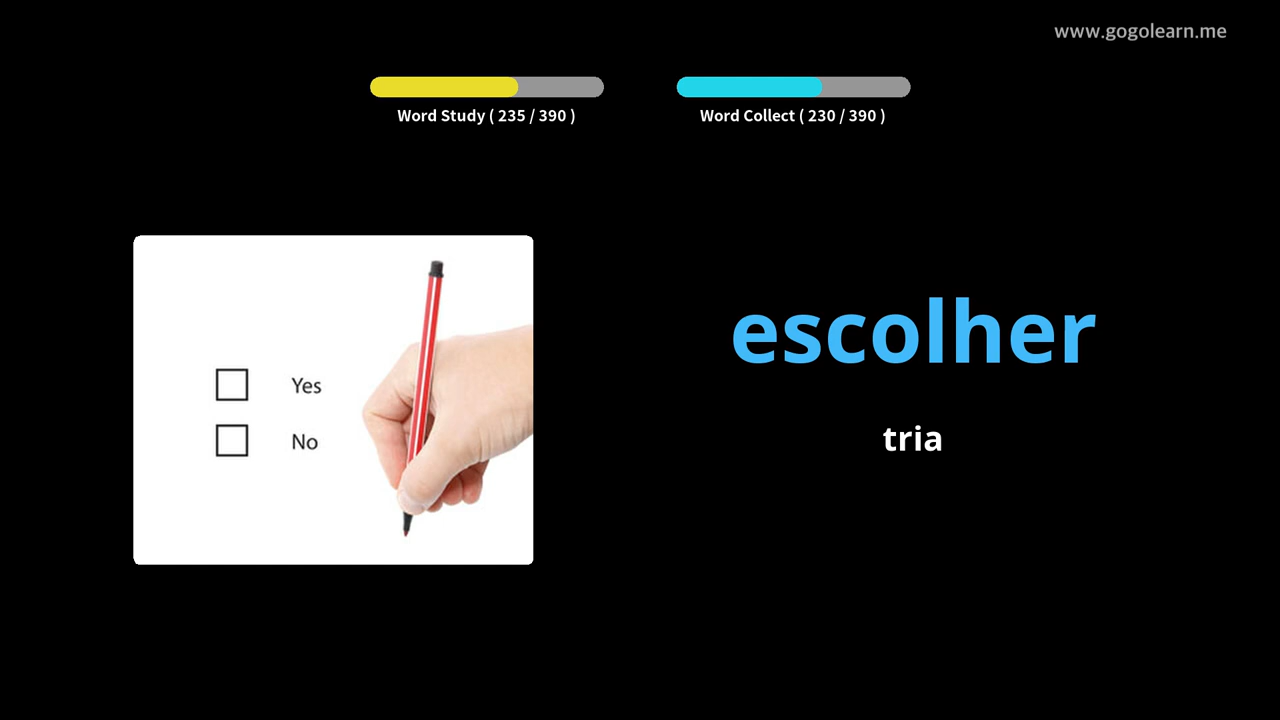 www.gogolearn.me
Word Study ( 235 / 390 )
Word Collect ( 230 / 390 )
Yes
No
escolher
tria